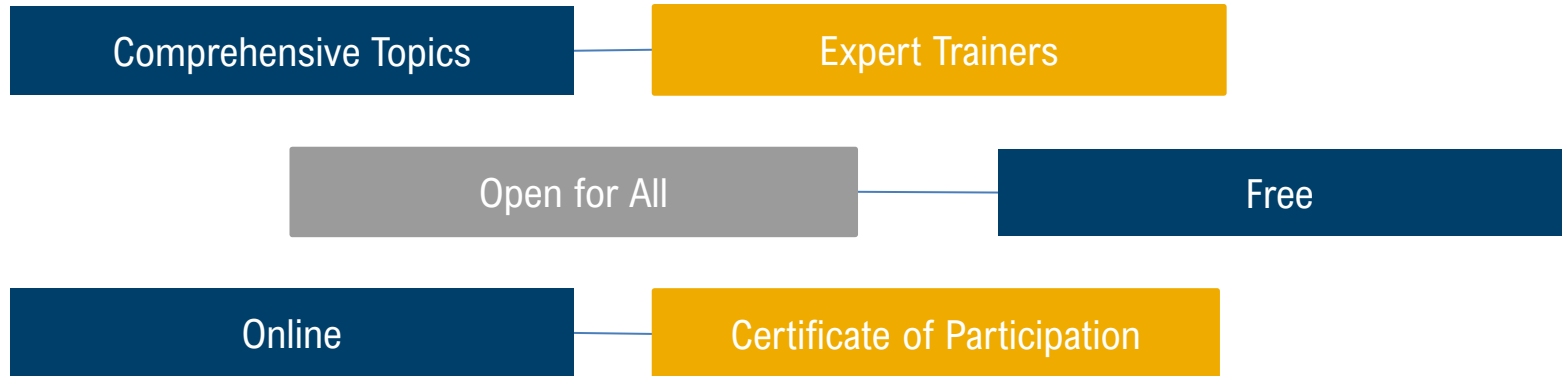 Comprehensive Topics
Expert Trainers
Open for All
Free
Online
Certificate of Participation